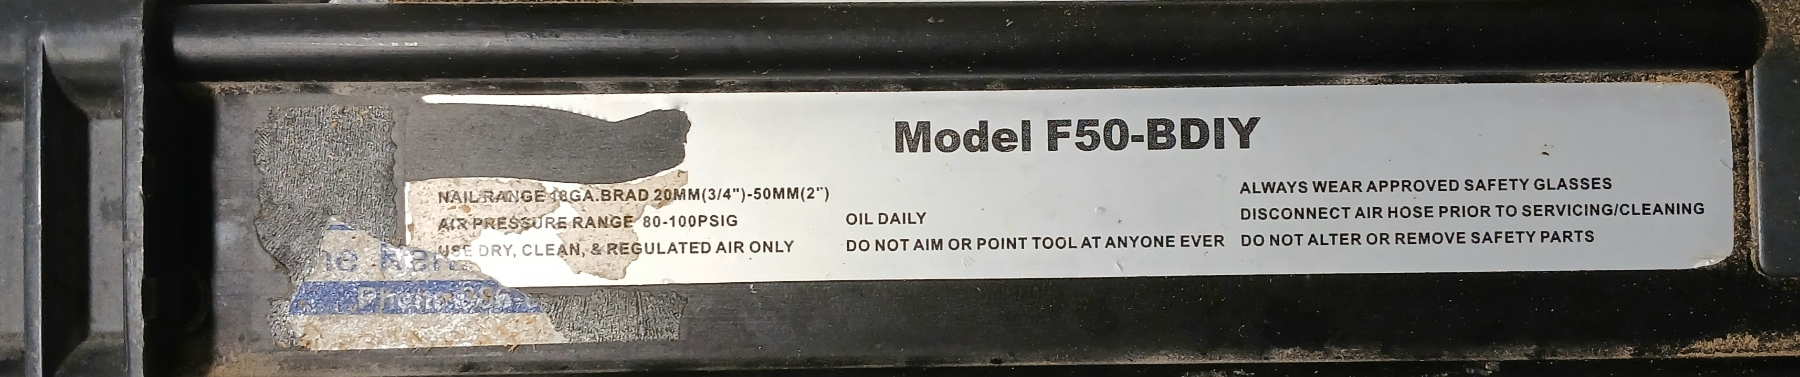 Model F50-BDIY
NAIL RANGE 18GA.BRAD 20MM(3/4")-50MM(2")
AIR PRESSURE RANGE 80-100PSIG
USE DRY, CLEAN, & REGULATED AIR ONLY
OIL DAILY
DO NOT AIM OR POINT TOOL AT ANYONE EVER
ALWAYS WEAR APPROVED SAFETY GLASSES
DISCONNECT AIR HOSE PRIOR TO SERVICING/CLEANING
DO NOT ALTER OR REMOVE SAFETY PARTS
Phone